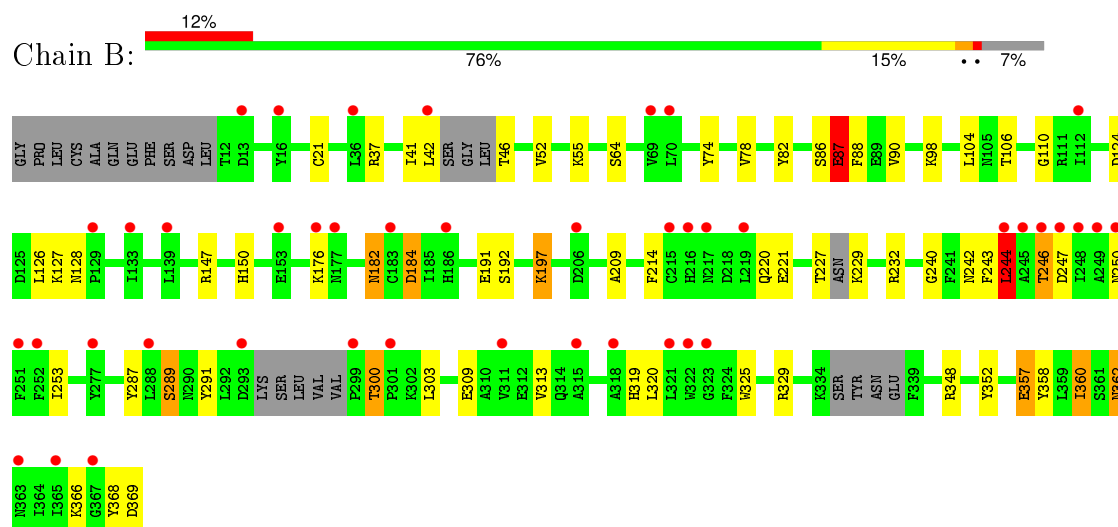 12%
Chain B:
76% 15% • • 7%
GLY PRO LEU CYS ALA GLN GLU PHE SER ASP LEU T12 D13 Y16 C21 L36 R37 I41 L42 SER GLY LEU T46 V52 K55 S64 V69 L70 Y74 V78 Y82 S86 E87 F88 E89 V90 K98 L104 N105 T106 G110 R111 I112 D124
D125 L126 K127 N128 P129 I133 L139 R147 H150 E153 K176 N177 N182 C183 D184 I185 H186 E191 S192 K197 D206 A209 F214 C215 H216 N217 D218 L219 Q220 E221 T227 ASN K229 R232 G240 F241 N242 F243 L244 A245 T246 D247 I248 A249 N250
F251 F252 I253 Y277 Y287 L288 S289 N290 Y291 L292 D293 LYS SER LEU VAL VAL P299 T300 P301 K302 L303 E309 A310 V311 E312 V313 Q314 A315 A318 H319 L320 L321 W322 G323 F324 W325 R329 K334 SER TYR ASN GLU F339 R348 Y352 E357 Y358 L359 I360 S361 N362
N363 I364 I365 K366 G367 Y368 D369